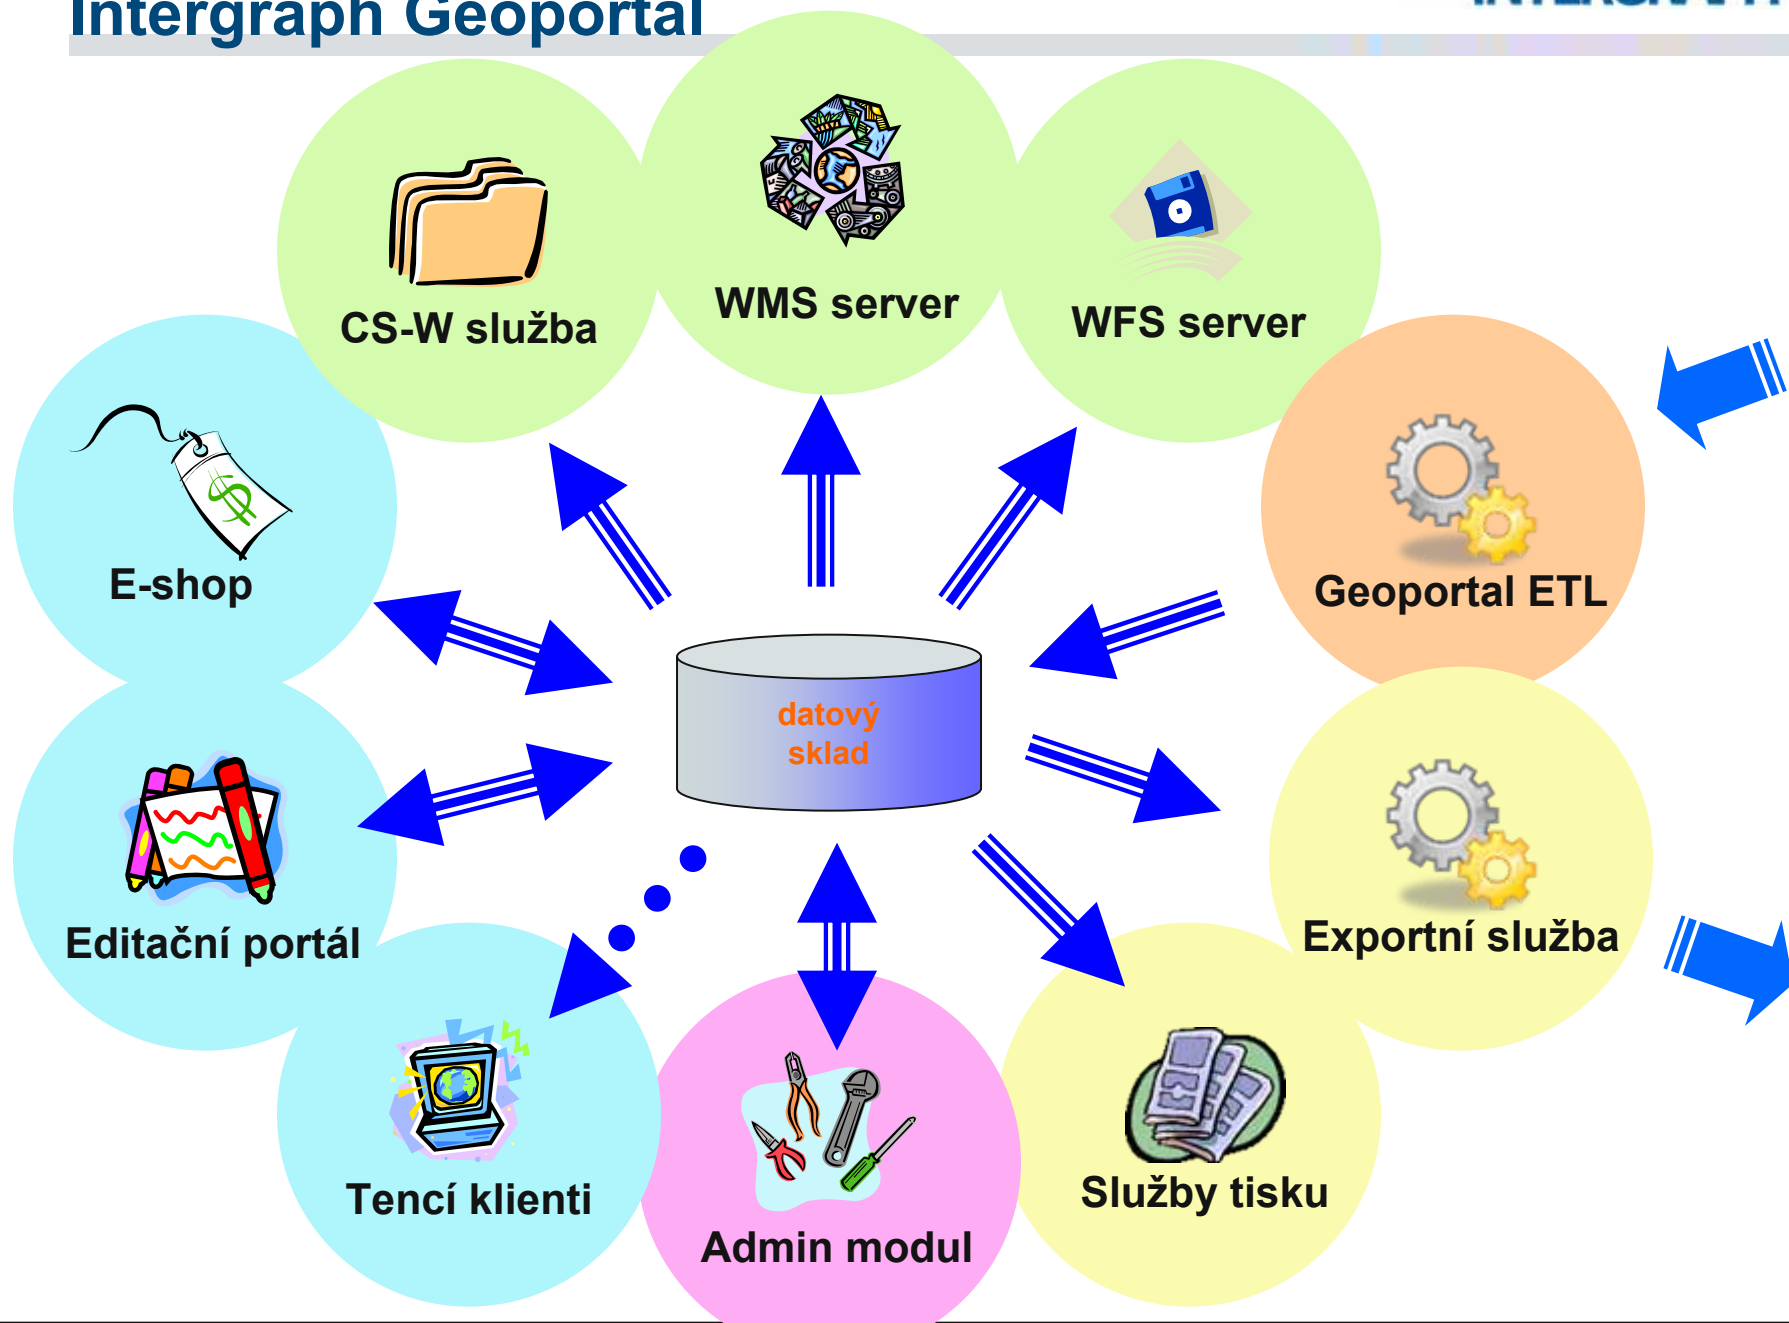 Intergraph Geoportal
INTERGRAPH
WMS server
CS-W služba
WFS server
E-shop
Geoportal ETL
datový
sklad
Editační portál
Exportní služba
Tencí klienti
Služby tisku
Admin modul